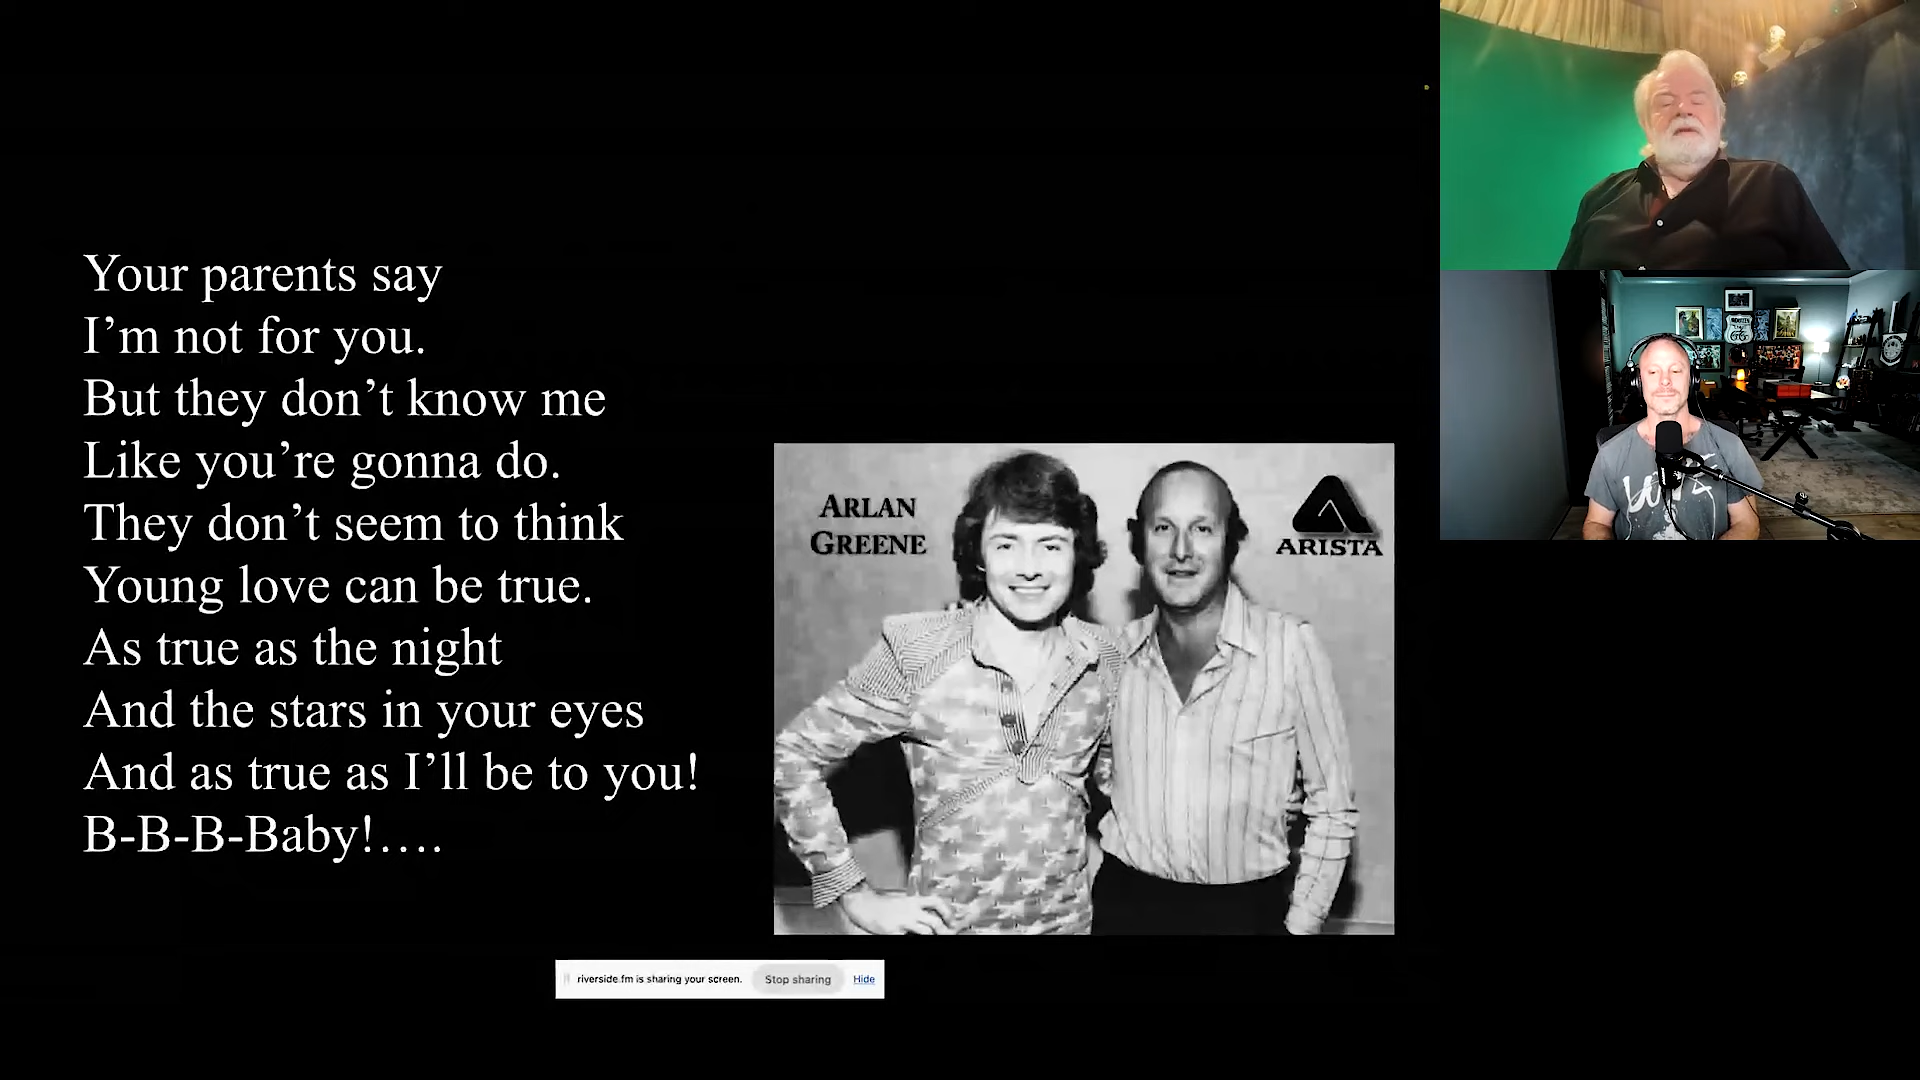 Your parents say
I’m not for you.
But they don’t know me
Like you’re gonna do.
They don’t seem to think
Young love can be true.
As true as the night
And the stars in your eyes
And as true as I’ll be to you!
B-B-B-Baby!….
ARLAN
GREENE
ARISTA
riverside.fm is sharing your screen. Stop sharing Hide